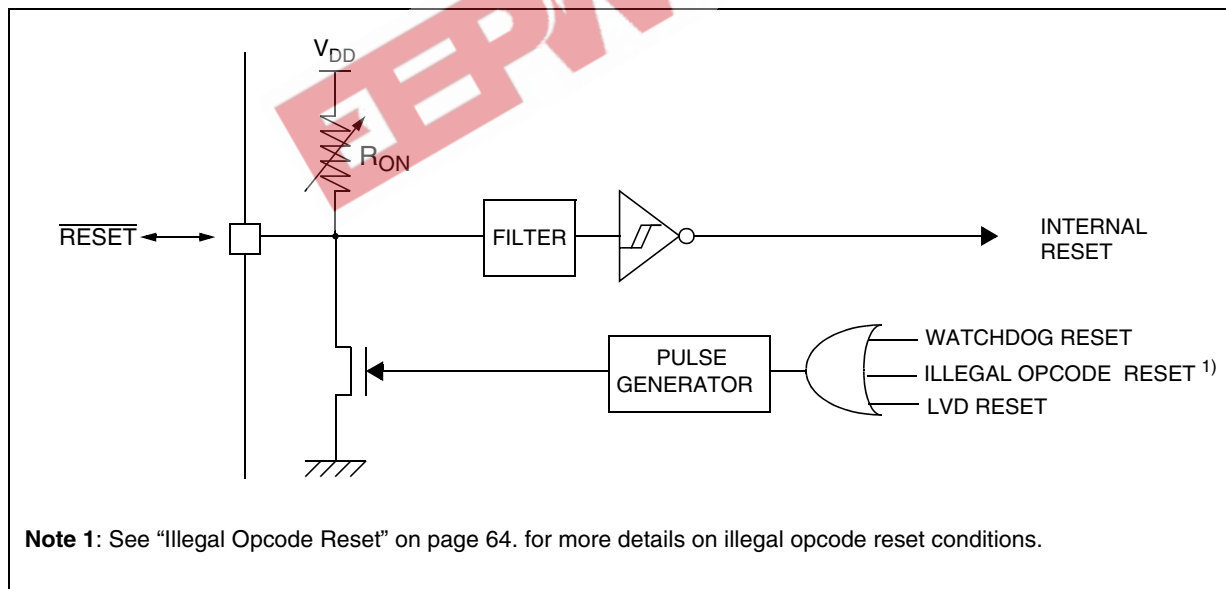 EEPW
V_DD
R_ON
RESET
FILTER
INTERNAL
RESET
PULSE
GENERATOR
WATCHDOG RESET
ILLEGAL OPCODE RESET 1)
LVD RESET
Note 1: See “Illegal Opcode Reset” on page 64. for more details on illegal opcode reset conditions.